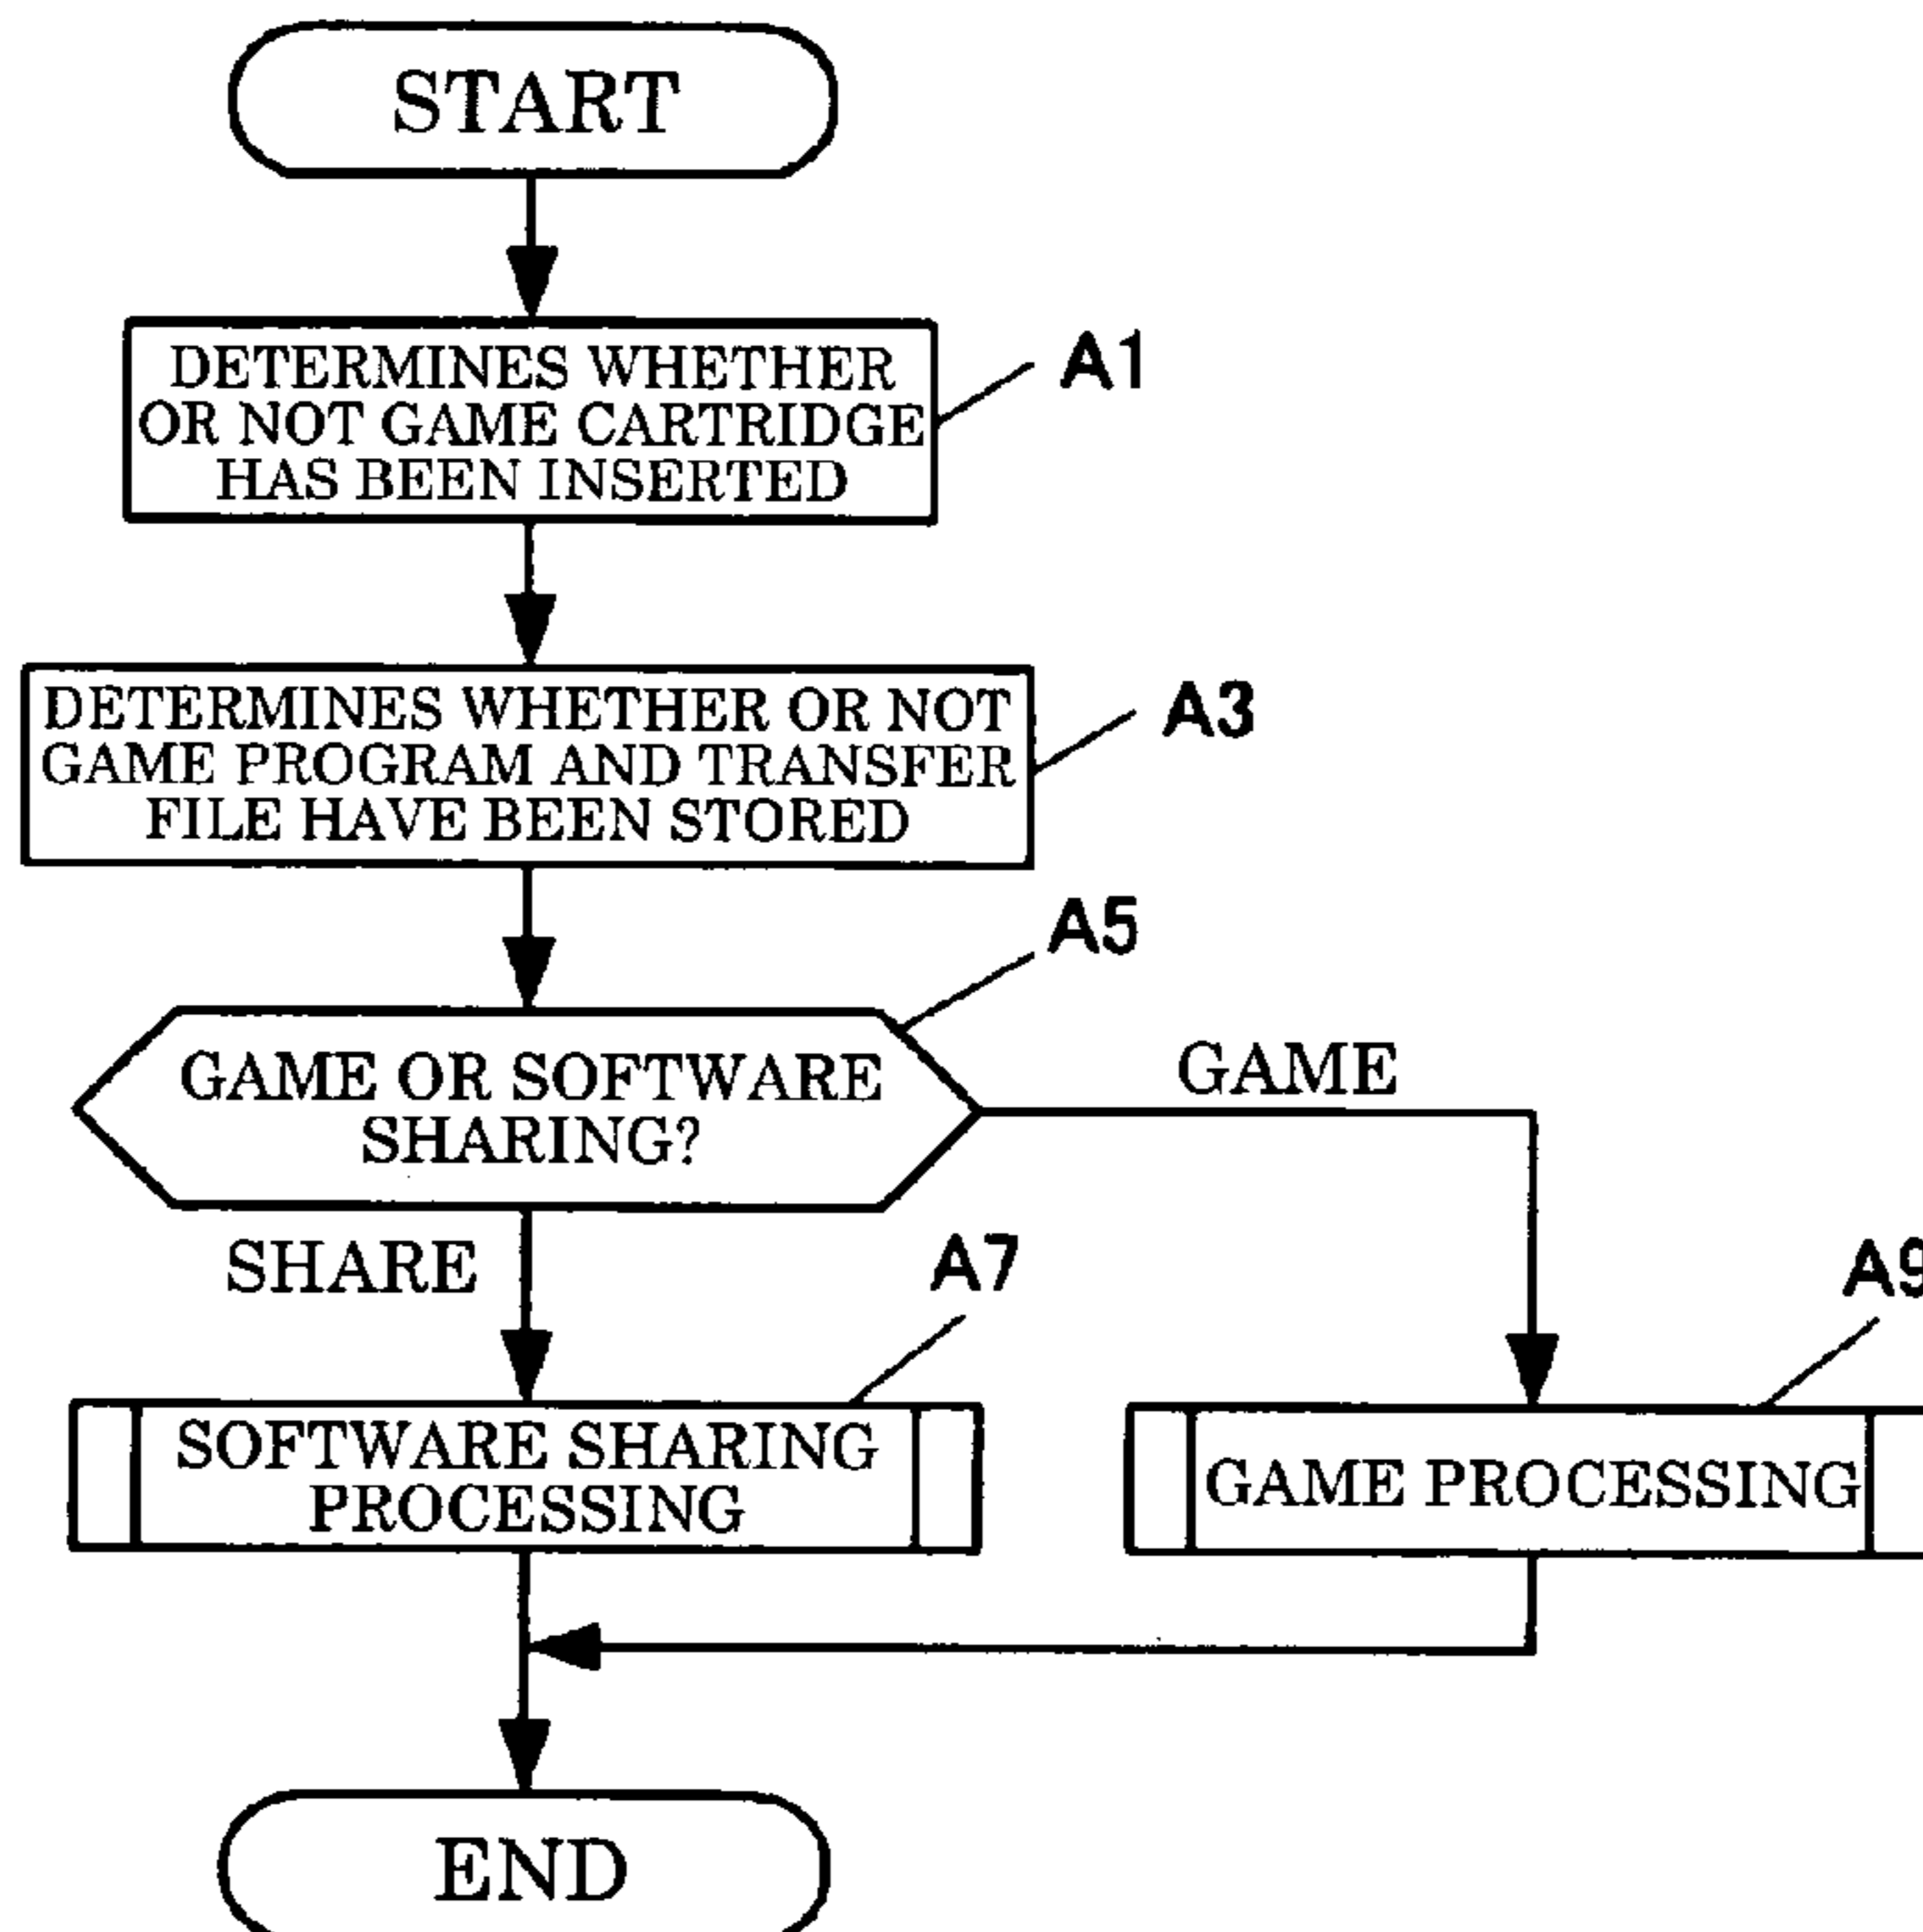 START
DETERMINES WHETHER
OR NOT GAME CARTRIDGE
HAS BEEN INSERTED
A1
DETERMINES WHETHER OR NOT
GAME PROGRAM AND TRANSFER
FILE HAVE BEEN STORED
A3
A5
GAME OR SOFTWARE
SHARING?
GAME
SHARE
A7
A9
SOFTWARE SHARING
PROCESSING
GAME PROCESSING
END